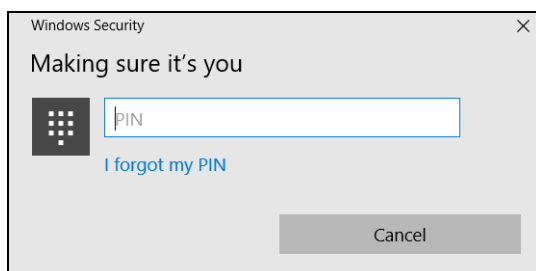 Windows Security
Making sure it’s you
PIN
I forgot my PIN
Cancel